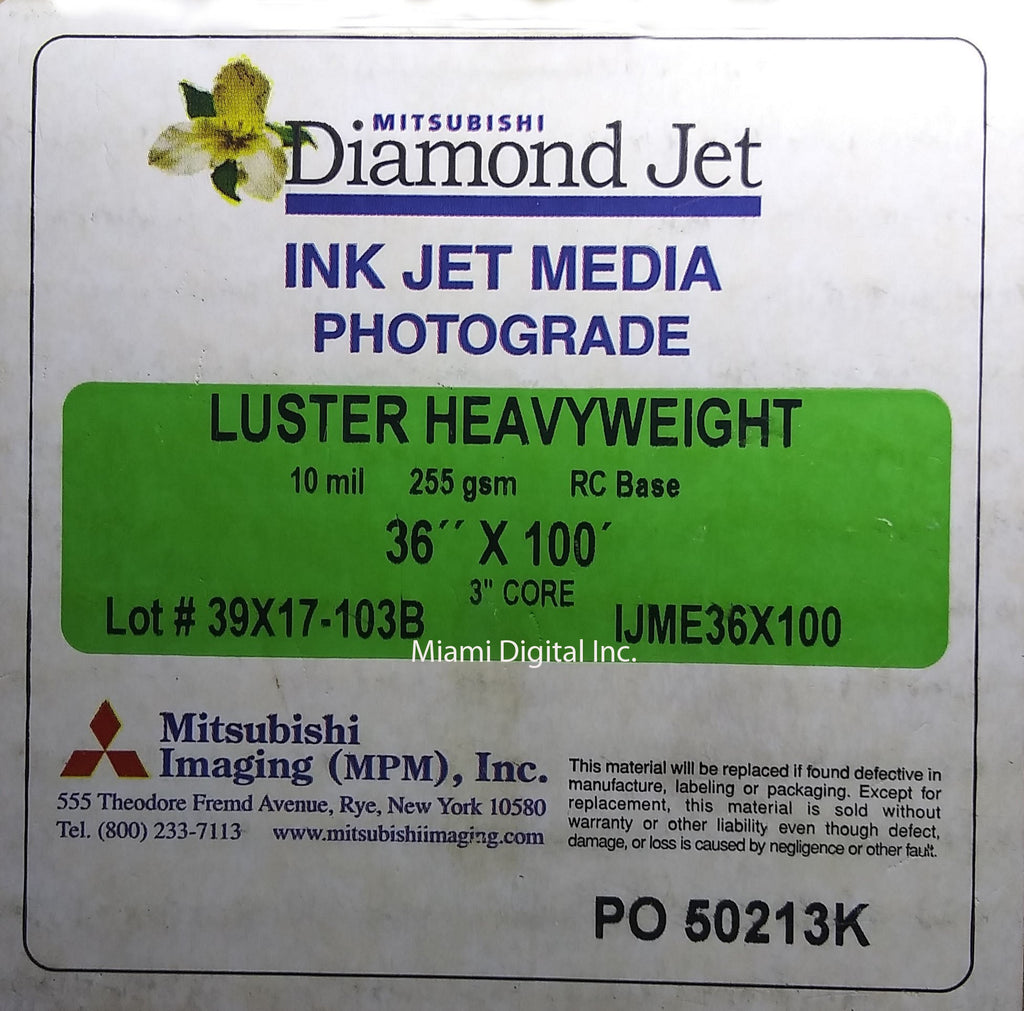 MITSUBISHI
Diamond Jet
INK JET MEDIA
PHOTOGRADE
LUSTER HEAVYWEIGHT
10 mil 255 gsm RC Base
36´´ X 100´
3" CORE
Lot # 39X17-103B IJME36X100
Miami Digital Inc.
Mitsubishi
Imaging (MPM), Inc.
555 Theodore Fremd Avenue, Rye, New York 10580
Tel. (800) 233-7113 www.mitsubishiimaging.com
This material will be replaced if found defective in
manufacture, labeling or packaging. Except for
replacement, this material is sold without
warranty or other liability even though defect,
damage, or loss is caused by negligence or other fault.
PO 50213K